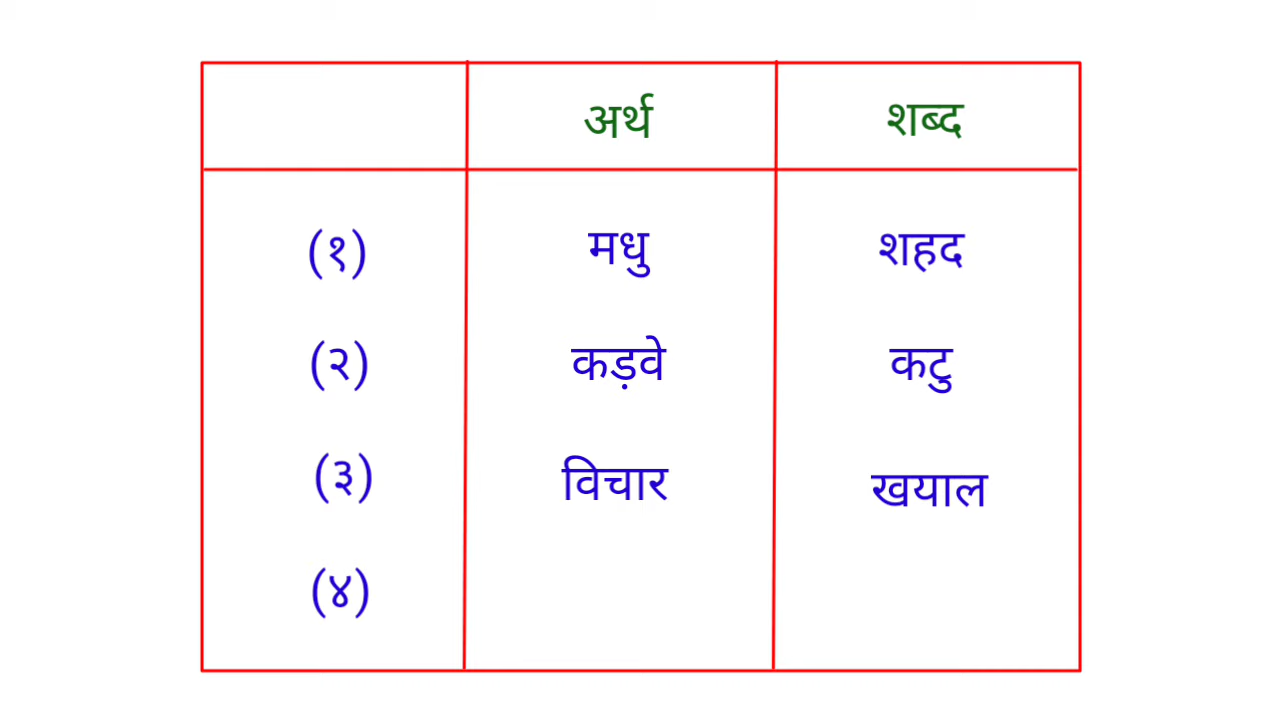 अर्थ शब्द
(१) मधु शहद
(२) कड़वे कटु
(३) विचार खयाल
(४)